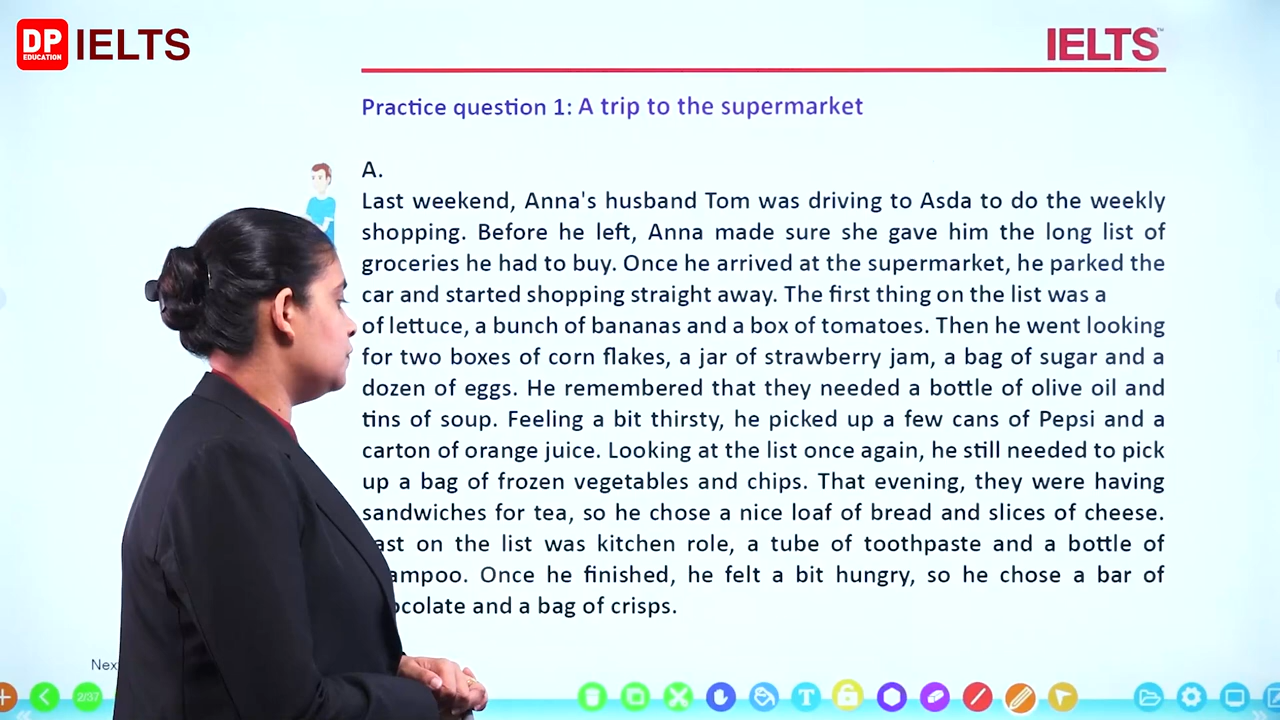 DP
EDUCATION
IELTS
IELTS™
Practice question 1: A trip to the supermarket
A.
Last weekend, Anna's husband Tom was driving to Asda to do the weekly
shopping. Before he left, Anna made sure she gave him the long list of
groceries he had to buy. Once he arrived at the supermarket, he parked the
car and started shopping straight away. The first thing on the list was a
of lettuce, a bunch of bananas and a box of tomatoes. Then he went looking
for two boxes of corn flakes, a jar of strawberry jam, a bag of sugar and a
dozen of eggs. He remembered that they needed a bottle of olive oil and
tins of soup. Feeling a bit thirsty, he picked up a few cans of Pepsi and a
carton of orange juice. Looking at the list once again, he still needed to pick
up a bag of frozen vegetables and chips. That evening, they were having
sandwiches for tea, so he chose a nice loaf of bread and slices of cheese.
ast on the list was kitchen role, a tube of toothpaste and a bottle of
ampoo. Once he finished, he felt a bit hungry, so he chose a bar of
ocolate and a bag of crisps.
Nex
2/37
T